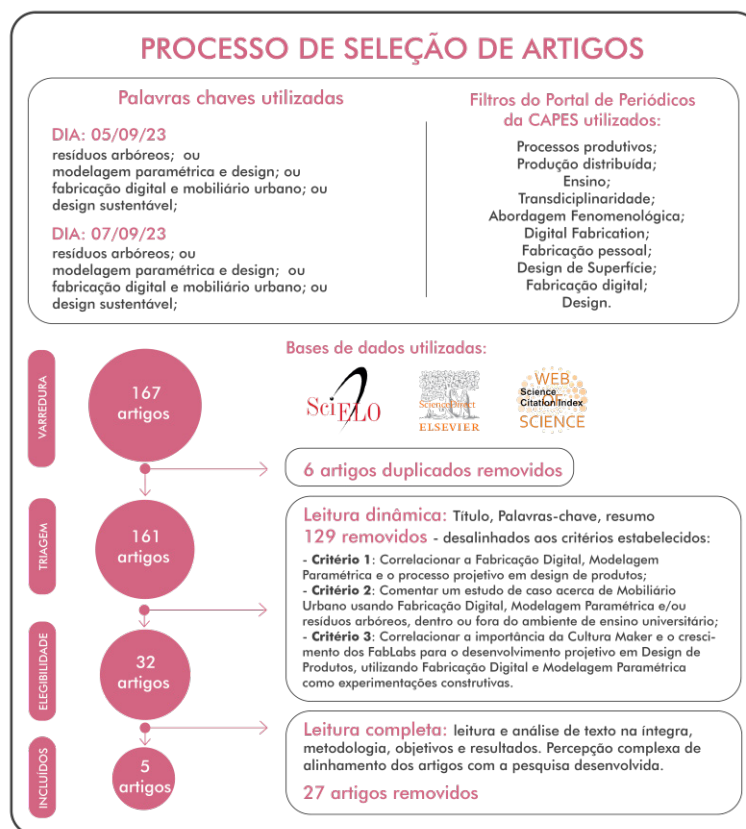 PROCESSO DE SELEÇÃO DE ARTIGOS
Palavras chaves utilizadas
DIA: 05/09/23
resíduos arbóreos; ou
modelagem paramétrica e design; ou
fabricação digital e mobiliário urbano; ou
design sustentável;
DIA: 07/09/23
resíduos arbóreos; ou
modelagem paramétrica e design; ou
fabricação digital e mobiliário urbano; ou
design sustentável;
Filtros do Portal de Periódicos
da CAPES utilizados:
Processos produtivos;
Produção distribuída;
Ensino;
Transdiciplinaridade;
Abordagem Fenomenológica;
Digital Fabrication;
Fabricação pessoal;
Design de Superfície;
Fabricação digital;
Design.
Bases de dados utilizadas:
SciELO
Science Direct
ELSEVIER
WEB
OF
SCIENCE
Science
Citation Index
VARREDURA
167
artigos
6 artigos duplicados removidos
TRIAGEM
161
artigos
Leitura dinâmica: Título, Palavras-chave, resumo
129 removidos - desalinhados aos critérios estabelecidos:
- Critério 1: Correlacionar a Fabricação Digital, Modelagem
Paramétrica e o processo projetivo em design de produtos;
- Critério 2: Comentar um estudo de caso acerca de Mobiliário
Urbano usando Fabricação Digital, Modelagem Paramétrica e/ou
resíduos arbóreos, dentro ou fora do ambiente de ensino universitário;
- Critério 3: Correlacionar a importância da Cultura Maker e o cresci-
mento dos FabLabs para o desenvolvimento projetivo em Design de
Produtos, utilizando Fabricação Digital e Modelagem Paramétrica
como experimentações construtivas.
ELEGIBILIDADE
32
artigos
Leitura completa: leitura e análise de texto na íntegra,
metodologia, objetivos e resultados. Percepção complexa de
alinhamento dos artigos com a pesquisa desenvolvida.
27 artigos removidos
INCLUÍDOS
5
artigos